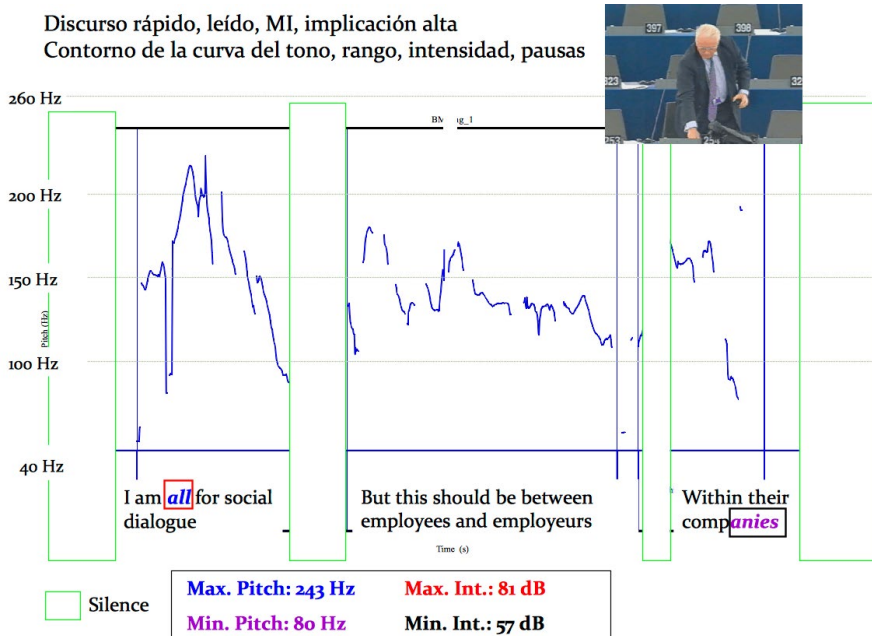 Discurso rápido, leído, MI, implicación alta
Contorno de la curva del tono, rango, intensidad, pausas
397
398
323
260 Hz
200 Hz
150 Hz
Pitch (Hz)
100 Hz
40 Hz
I am all for social
dialogue
But this should be between
employees and employeurs
Within their
companies
Time (s)
Silence
Max. Pitch: 243 Hz
Max. Int.: 81 dB
Min. Pitch: 80 Hz
Min. Int.: 57 dB